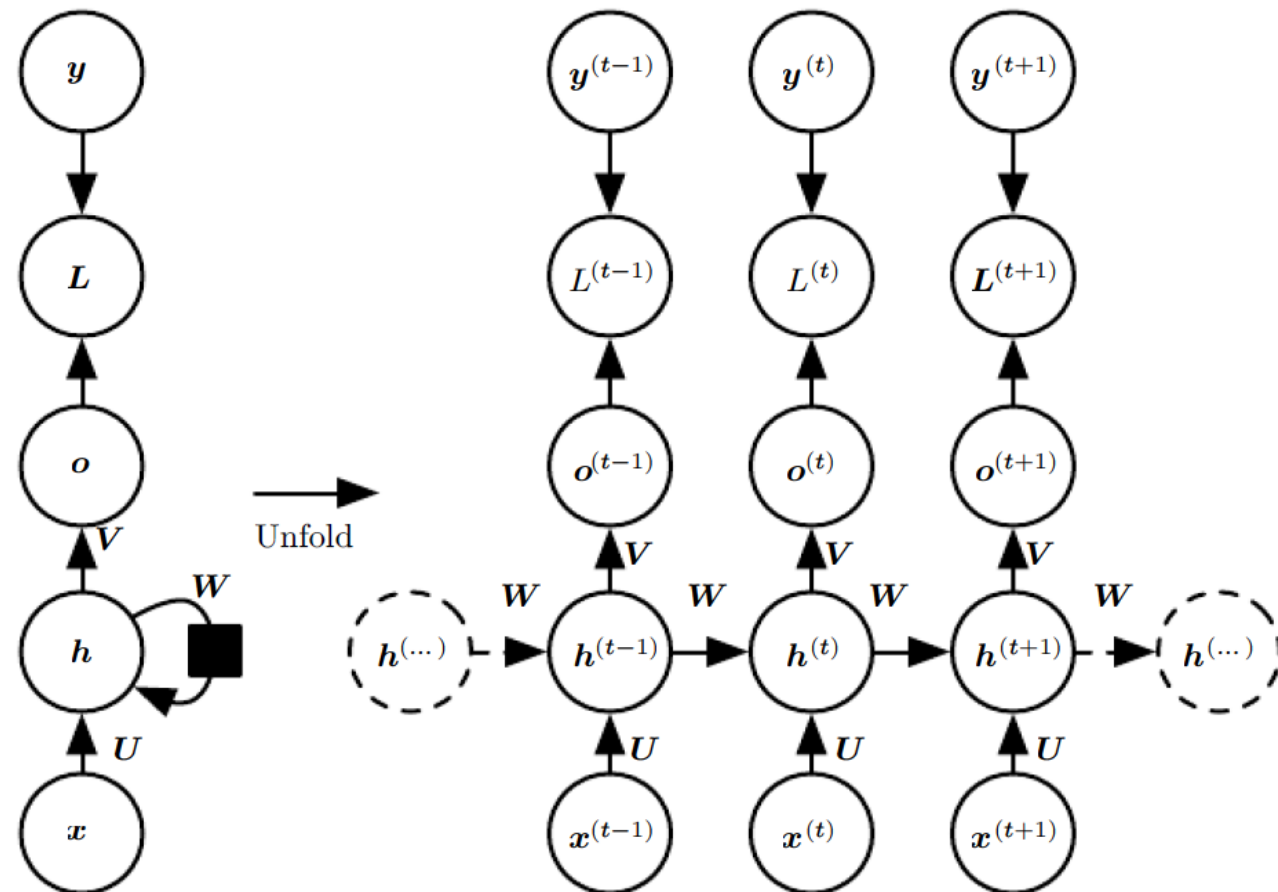 y y^(t−1) y^(t) y^(t+1)
L L^(t−1) L^(t) L^(t+1)
o o^(t−1) o^(t) o^(t+1)
Unfold
V V V V
W W W W W
h h^(...) h^(t−1) h^(t) h^(t+1) h^(...)
U U U U
x x^(t−1) x^(t) x^(t+1)